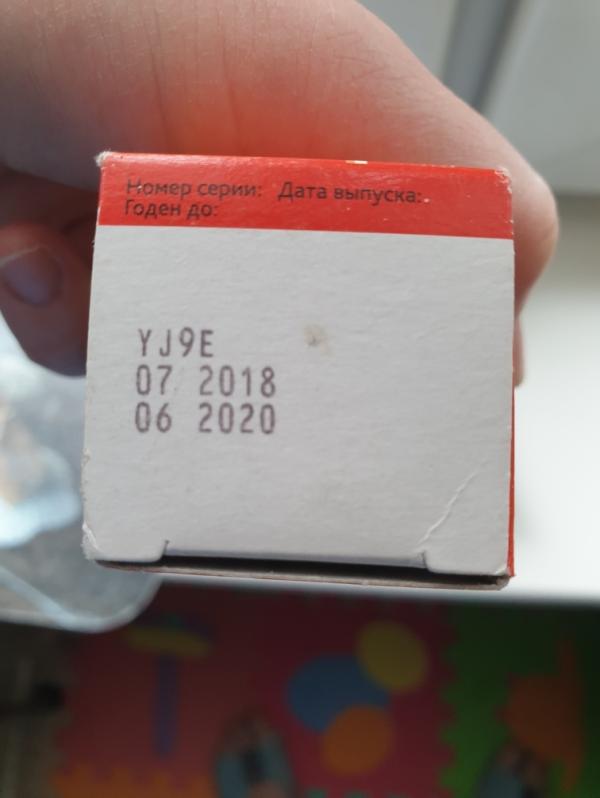 Номер серии: Дата выпуска:
Годен до:
YJ9E
07 2018
06 2020